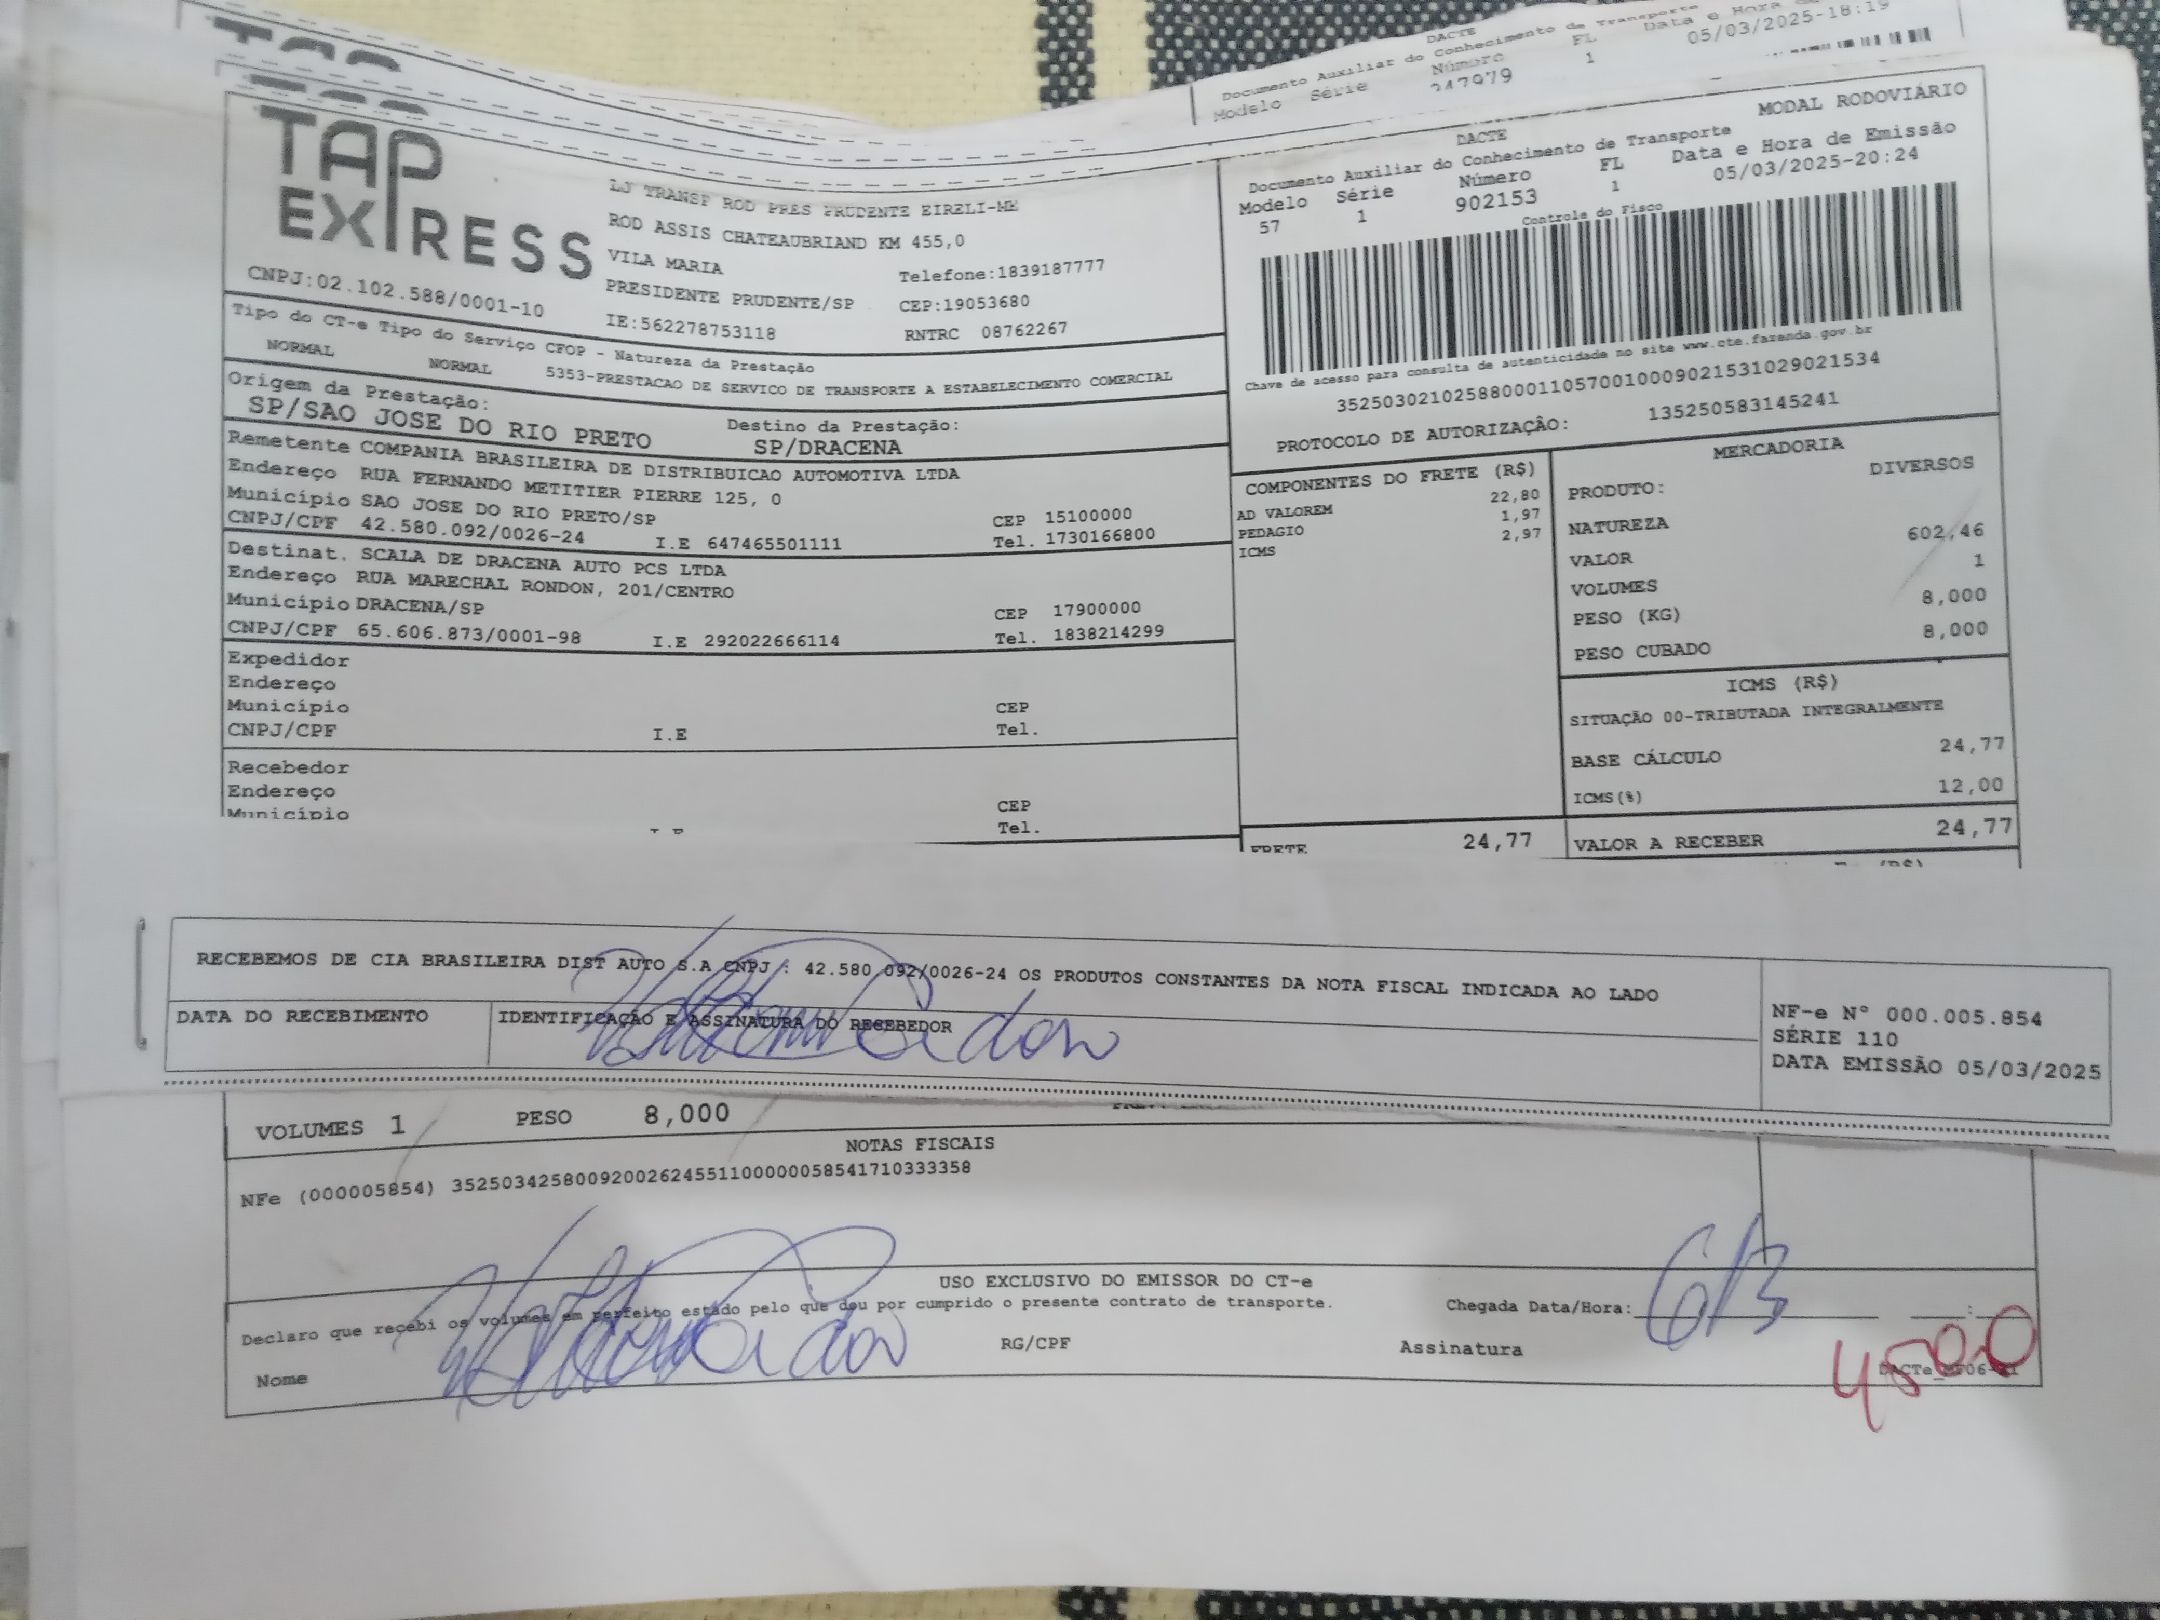 DACTE
Documento Auxiliar do Conhecimento de Transporte
Modelo Série Número FL Data e Hora de
247979 1 05/03/2025-18:19
TAP EXPRESS
CNPJ:02.102.588/0001-10
LJ TRANSP ROD PRES PRUDENTE EIRELI-ME
ROD ASSIS CHATEAUBRIAND KM 455,0
VILA MARIA Telefone:1839187777
PRESIDENTE PRUDENTE/SP CEP:19053680
IE:562278753118 RNTRC 08762267
DACTE MODAL RODOVIÁRIO
Documento Auxiliar do Conhecimento de Transporte
Modelo Série Número FL Data e Hora de Emissão
57 1 902153 1 05/03/2025-20:24
Controle do Fisco
Chave de acesso para consulta de autenticidade no site www.cte.fazenda.gov.br
35250302102588000110570010009021531029021534
PROTOCOLO DE AUTORIZAÇÃO: 135250583145241
Tipo do CT-e Tipo do Serviço CFOP - Natureza da Prestação
NORMAL NORMAL 5353-PRESTACAO DE SERVICO DE TRANSPORTE A ESTABELECIMENTO COMERCIAL
Origem da Prestação: Destino da Prestação:
SP/SAO JOSE DO RIO PRETO SP/DRACENA
Remetente COMPANIA BRASILEIRA DE DISTRIBUICAO AUTOMOTIVA LTDA
Endereço RUA FERNANDO METITIER PIERRE 125, 0
Município SAO JOSE DO RIO PRETO/SP CEP 15100000
CNPJ/CPF 42.580.092/0026-24 I.E 647465501111 Tel. 1730166800
Destinat. SCALA DE DRACENA AUTO PCS LTDA
Endereço RUA MARECHAL RONDON, 201/CENTRO
Município DRACENA/SP CEP 17900000
CNPJ/CPF 65.606.873/0001-98 I.E 292022666114 Tel. 1838214299
Expedidor
Endereço
Município CEP
CNPJ/CPF I.E Tel.
Recebedor
Endereço
Município CEP
Tel.
COMPONENTES DO FRETE (R$)
22,80
AD VALOREM 1,97
PEDAGIO 2,97
ICMS
FRETE 24,77
MERCADORIA
PRODUTO: DIVERSOS
NATUREZA
VALOR 602,46
VOLUMES 1
PESO (KG) 8,000
PESO CUBADO 8,000
ICMS (R$)
SITUAÇÃO 00-TRIBUTADA INTEGRALMENTE
BASE CÁLCULO 24,77
ICMS(%) 12,00
VALOR A RECEBER 24,77
RECEBEMOS DE CIA BRASILEIRA DIST AUTO S.A CNPJ : 42.580.092/0026-24 OS PRODUTOS CONSTANTES DA NOTA FISCAL INDICADA AO LADO
DATA DO RECEBIMENTO IDENTIFICAÇÃO E ASSINATURA DO RECEBEDOR
NF-e Nº 000.005.854
SÉRIE 110
DATA EMISSÃO 05/03/2025
VOLUMES 1 PESO 8,000
NOTAS FISCAIS
NFe (000005854) 35250342580092002624551100000058541710333358
USO EXCLUSIVO DO EMISSOR DO CT-e
Declaro que recebi os volumes em perfeito estado pelo que deu por cumprido o presente contrato de transporte.
Chegada Data/Hora: 6/3 :
Nome RG/CPF Assinatura
4500